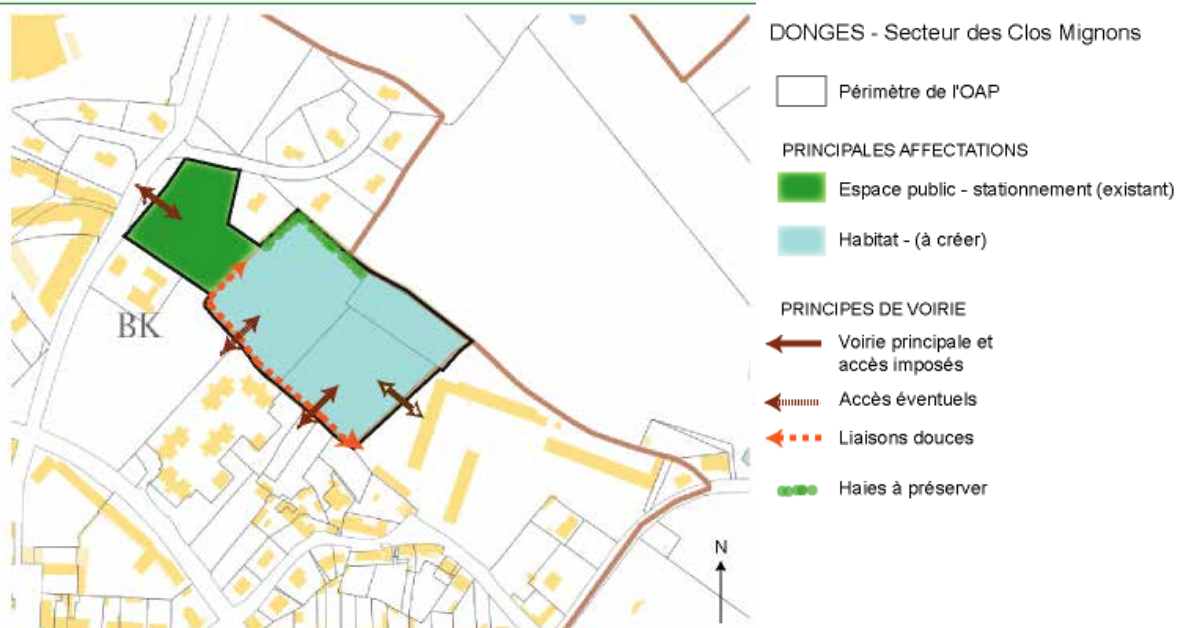 DONGES - Secteur des Clos Mignons
Périmètre de l'OAP
PRINCIPALES AFFECTATIONS
Espace public - stationnement (existant)
Habitat - (à créer)
PRINCIPES DE VOIRIE
Voirie principale et
accès imposés
Accès éventuels
Liaisons douces
Haies à préserver
BK
N